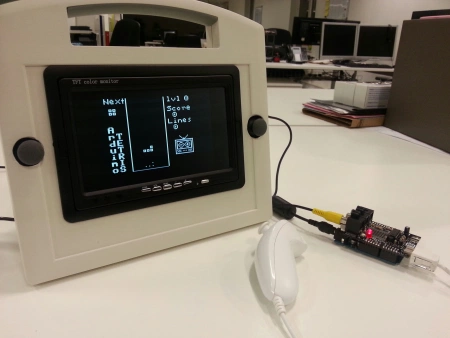 TFT color monitor
Next
lvl 0
Score
0
Lines
0
Arduino
TETRIS